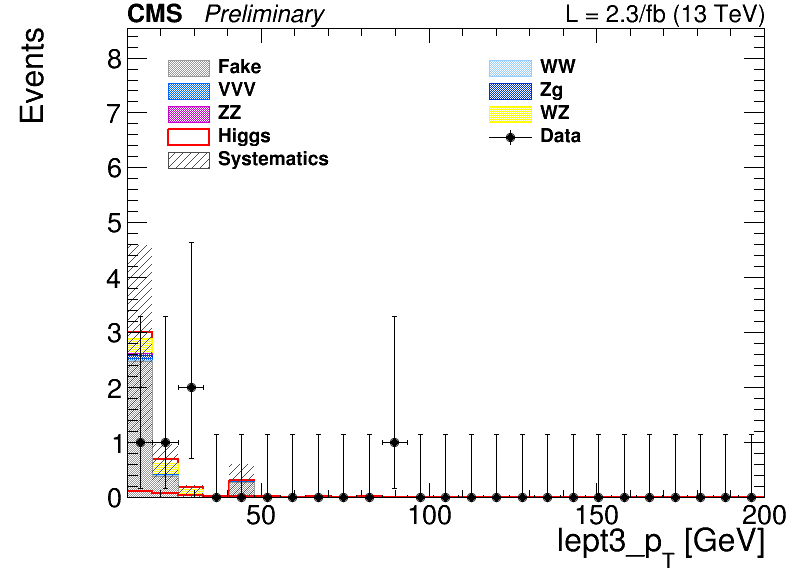 CMS Preliminary L = 2.3/fb (13 TeV)
Events
Fake WW
VVV Zg
ZZ WZ
Higgs Data
Systematics
8
7
6
5
4
3
2
1
0
50 100 150 200
lept3_pT [GeV]